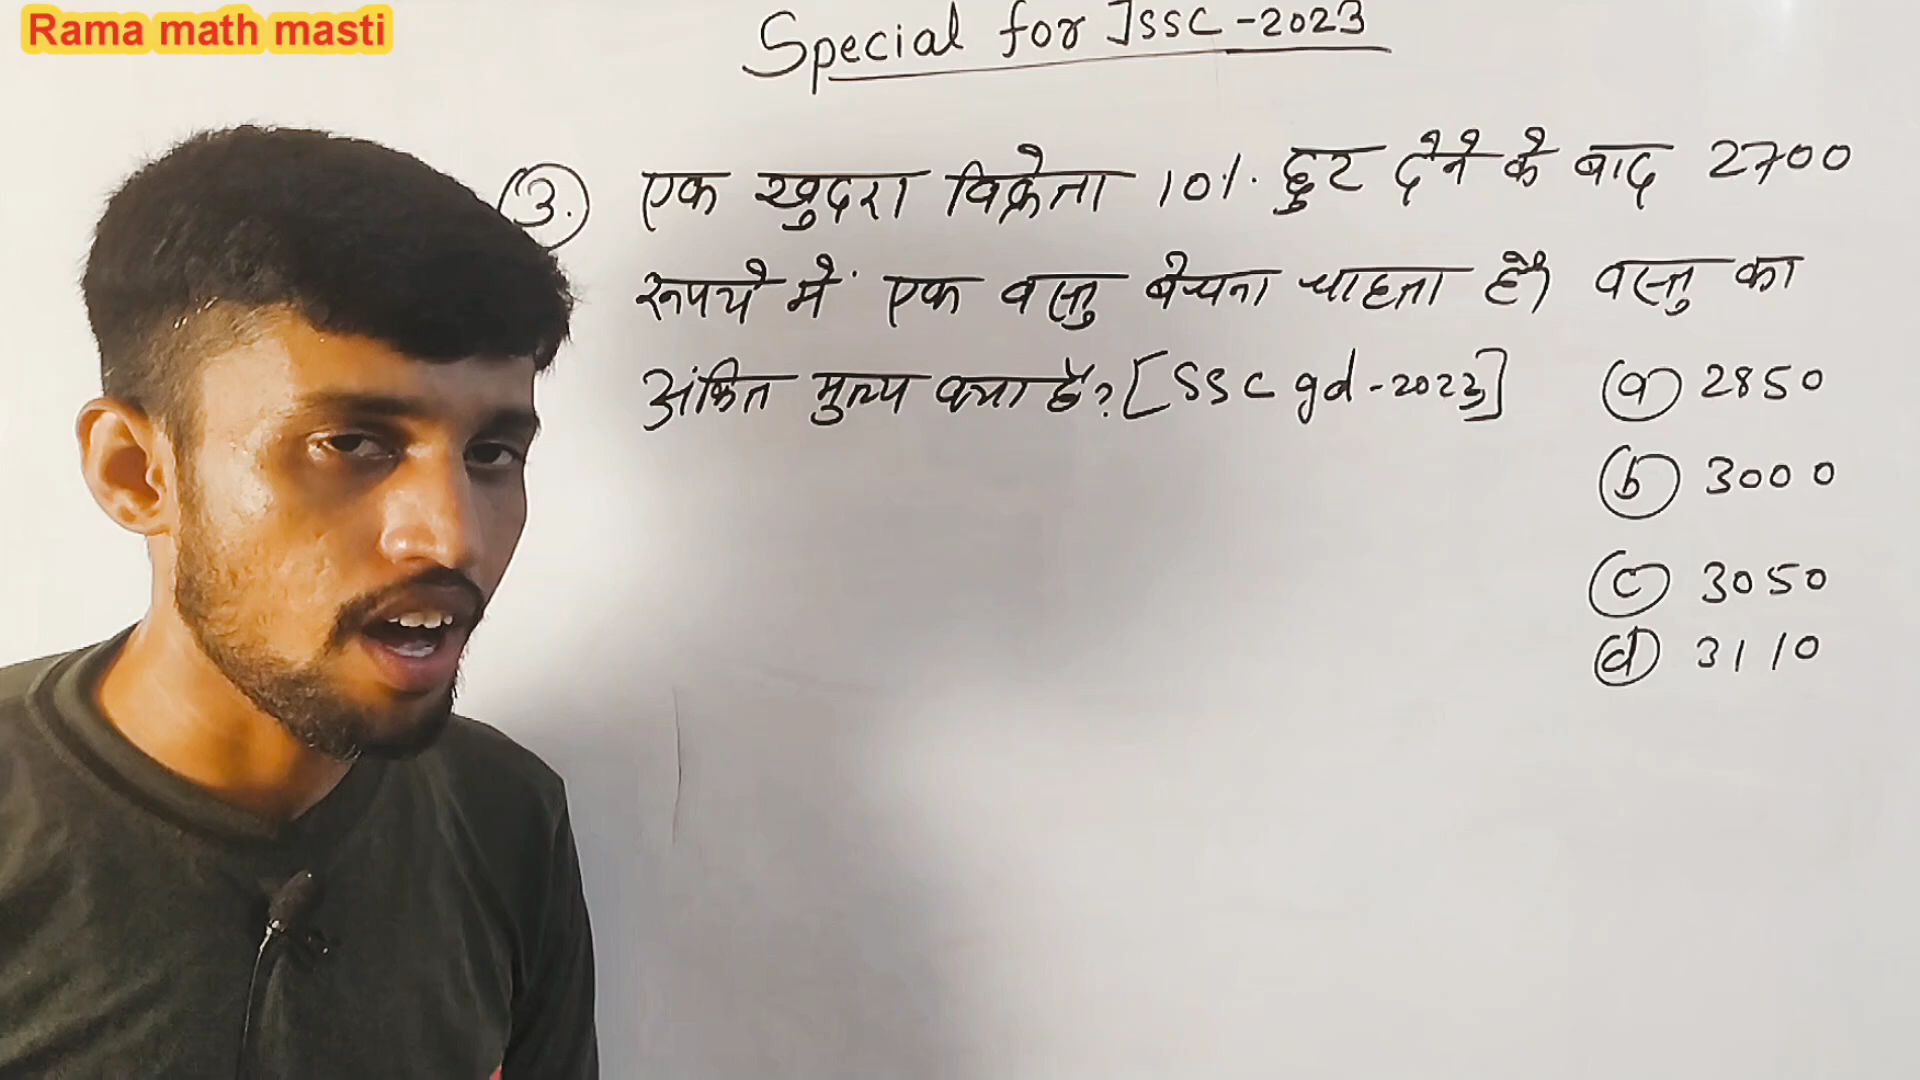 Rama math masti
Special for JSSC-2023
3. एक खुदरा विक्रेता 10% छुट देने के बाद 2700
रूपये में एक वस्तु बेचना चाहता है। वस्तु का
अंकित मुल्य क्या है? [SSC gd-2023] (a) 2850
(b) 3000
(c) 3050
(d) 3110